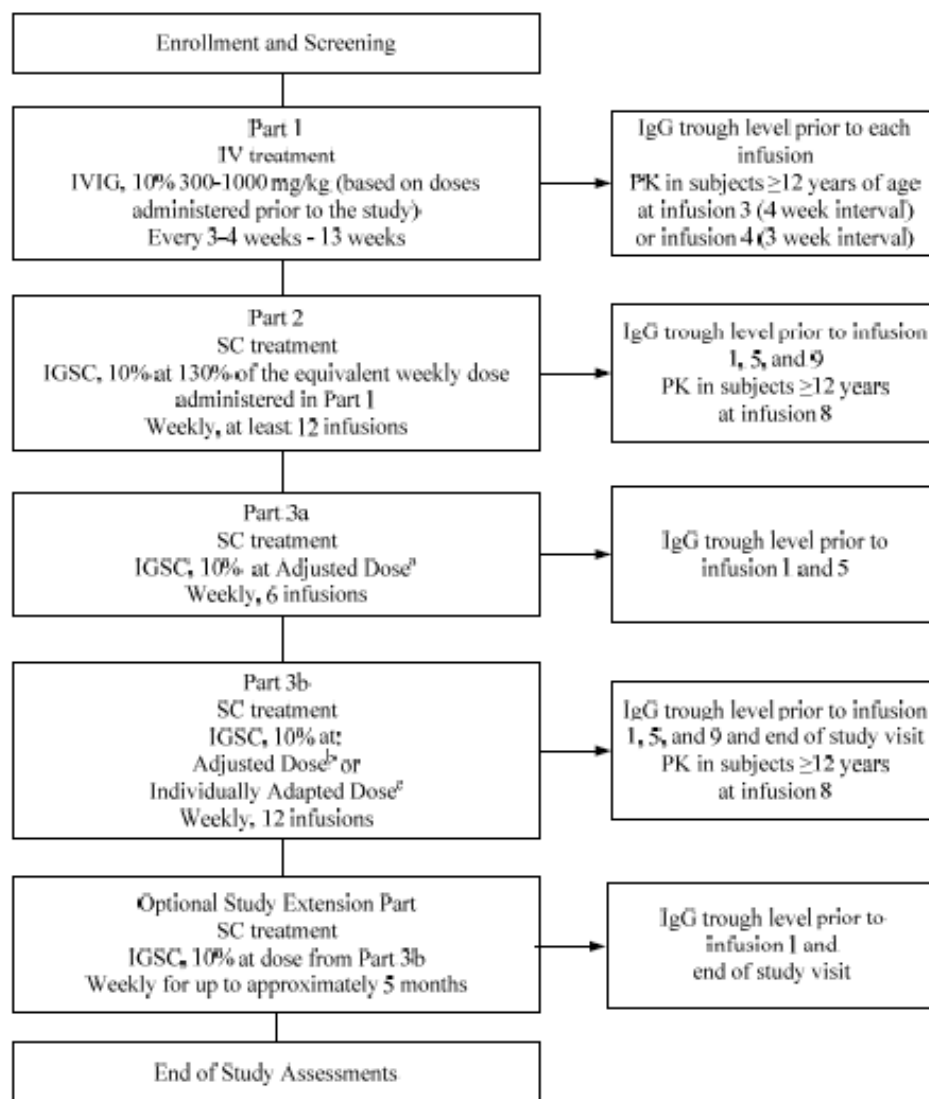 Enrollment and Screening
Part 1
IV treatment
IVIG, 10% 300-1000 mg/kg (based on doses
administered prior to the study)
Every 3-4 weeks - 13 weeks
IgG trough level prior to each
infusion
PK in subjects ≥12 years of age
at infusion 3 (4 week interval)
or infusion 4 (3 week interval)
Part 2
SC treatment
IGSC, 10% at 130% of the equivalent weekly dose
administered in Part 1
Weekly, at least 12 infusions
IgG trough level prior to infusion
1, 5, and 9
PK in subjects ≥12 years
at infusion 8
Part 3a
SC treatment
IGSC, 10% at Adjusted Doseᵃ
Weekly, 6 infusions
IgG trough level prior to
infusion 1 and 5
Part 3b
SC treatment
IGSC, 10% at:
Adjusted Doseᵇ or
Individually Adapted Doseᶜ
Weekly, 12 infusions
IgG trough level prior to infusion
1, 5, and 9 and end of study visit
PK in subjects ≥12 years
at infusion 8
Optional Study Extension Part
SC treatment
IGSC, 10% at dose from Part 3b
Weekly for up to approximately 5 months
IgG trough level prior to
infusion 1 and
end of study visit
End of Study Assessments